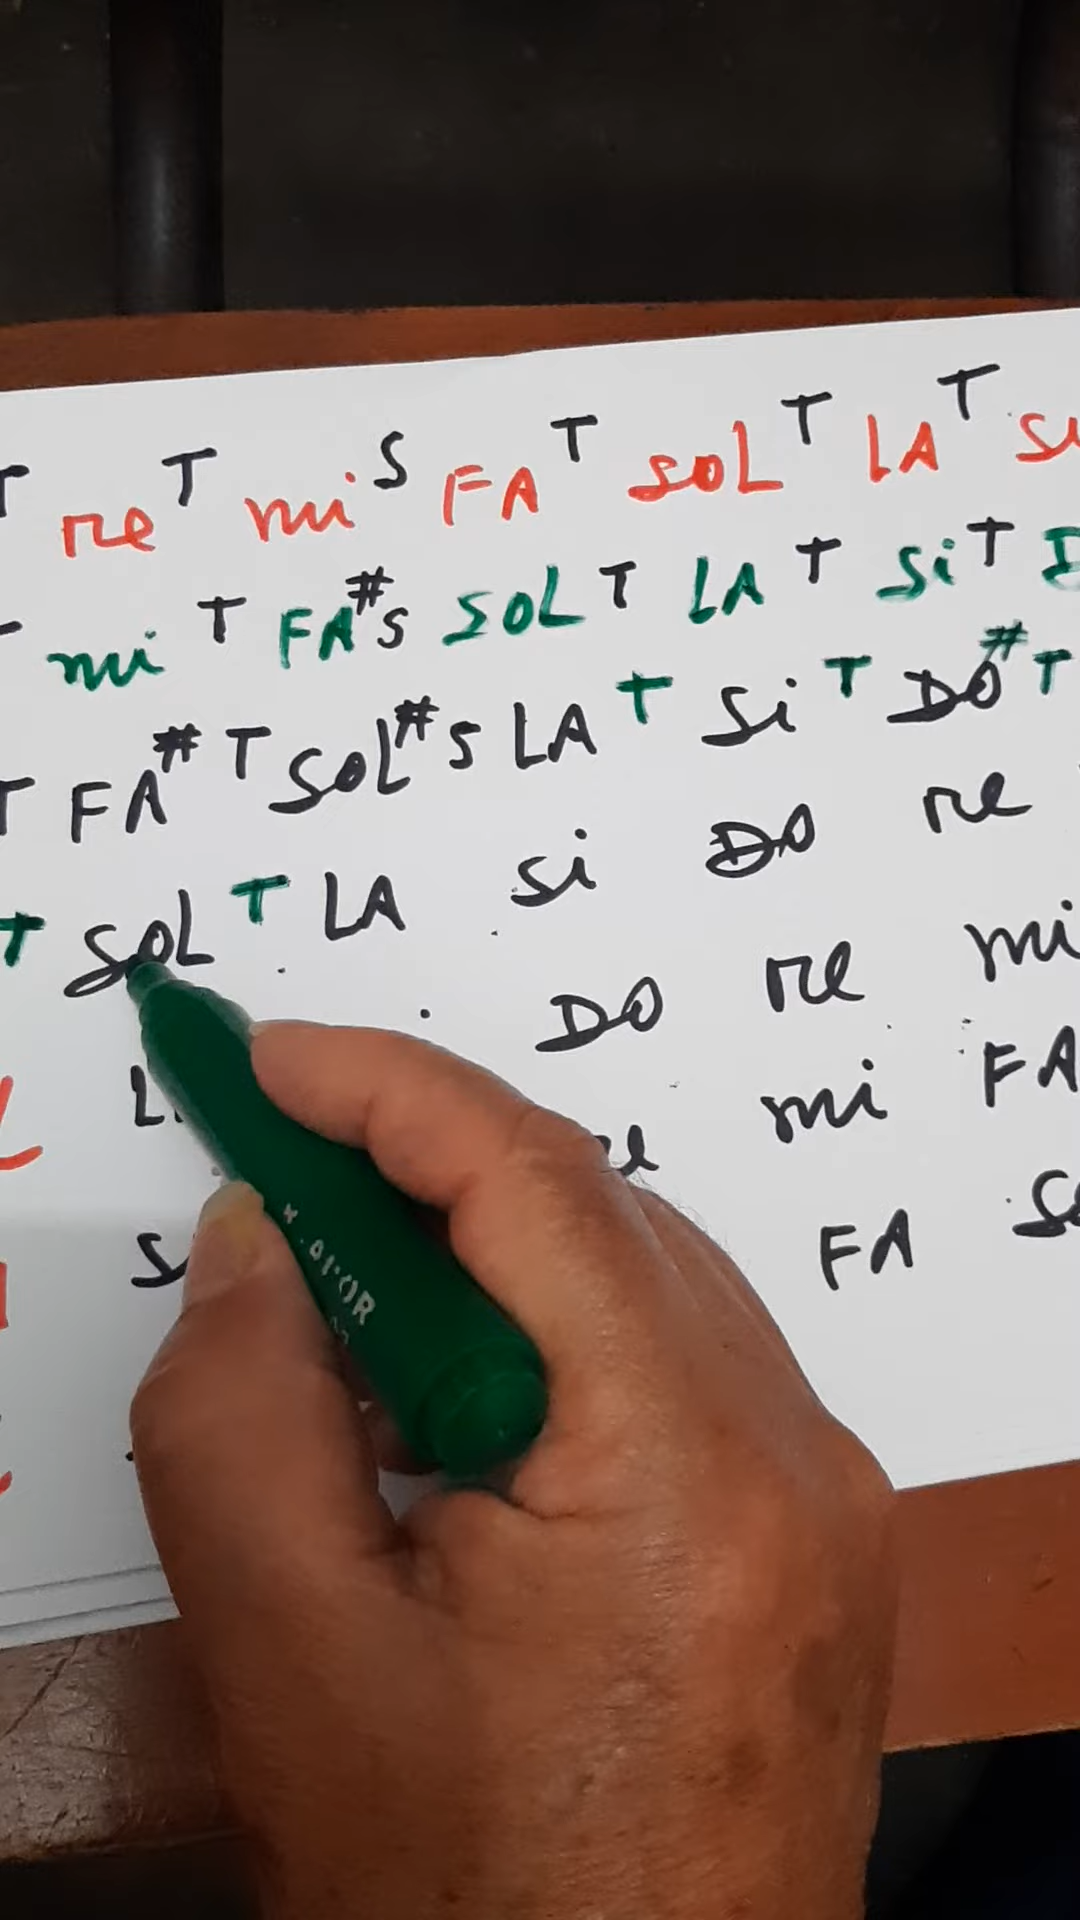 T re T mi S FA T SOL T LA T
mi T FA# S SOL T LA T Si T
T FA# T SOL# S LA T Si T DO# T
T SOL T LA Si DO re
DO re mi
mi FA
FA